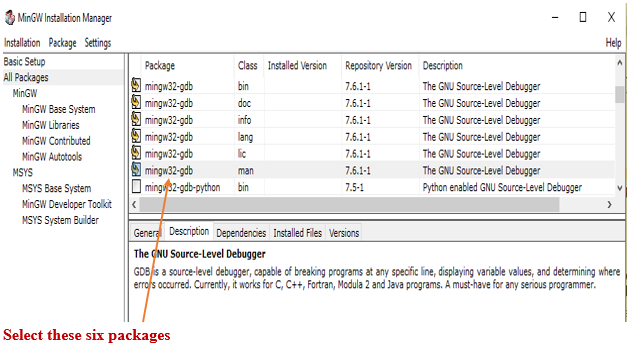 MinGW Installation Manager
Installation Package Settings Help
Basic Setup
All Packages
MinGW
MinGW Base System
MinGW Libraries
MinGW Contributed
MinGW Autotools
MSYS
MSYS Base System
MinGW Developer Toolkit
MSYS System Builder
Package Class Installed Version Repository Version Description
mingw32-gdb bin 7.6.1-1 The GNU Source-Level Debugger
mingw32-gdb doc 7.6.1-1 The GNU Source-Level Debugger
mingw32-gdb info 7.6.1-1 The GNU Source-Level Debugger
mingw32-gdb lang 7.6.1-1 The GNU Source-Level Debugger
mingw32-gdb lic 7.6.1-1 The GNU Source-Level Debugger
mingw32-gdb man 7.6.1-1 The GNU Source-Level Debugger
mingw32-gdb-python bin 7.5-1 Python enabled GNU Source-Level Debugger
General Description Dependencies Installed Files Versions
The GNU Source-Level Debugger
GDB is a source-level debugger, capable of breaking programs at any specific line, displaying variable values, and determining where
errors occurred. Currently, it works for C, C++, Fortran, Modula 2 and Java programs. A must-have for any serious programmer.
Select these six packages